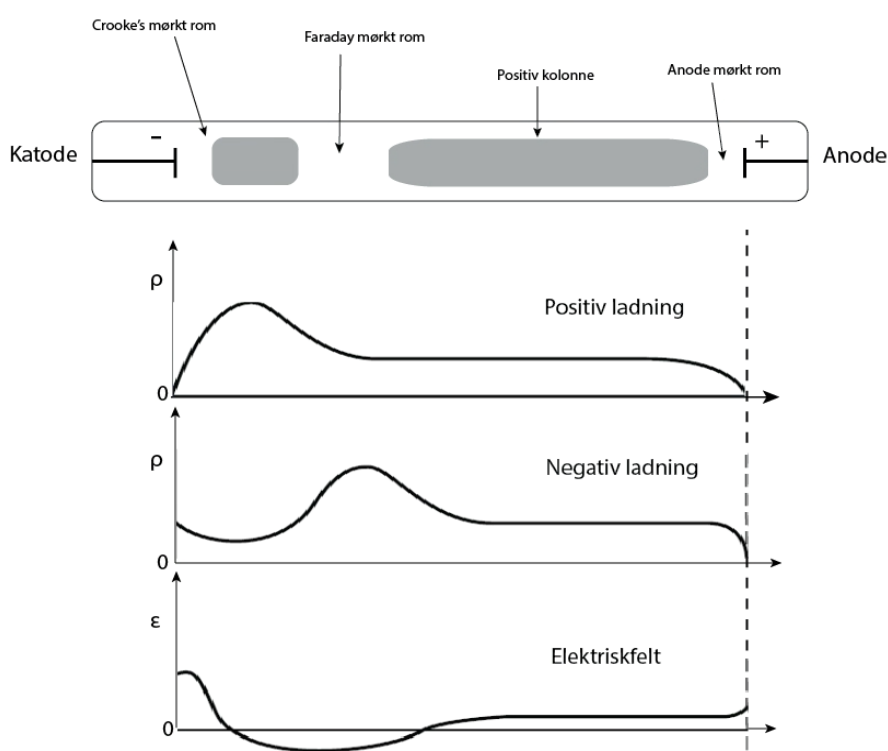 Crooke's mørkt rom
Faraday mørkt rom
Positiv kolonne
Anode mørkt rom
Katode
-
+
Anode
ρ
Positiv ladning
0
ρ
Negativ ladning
0
ε
Elektriskfelt
0